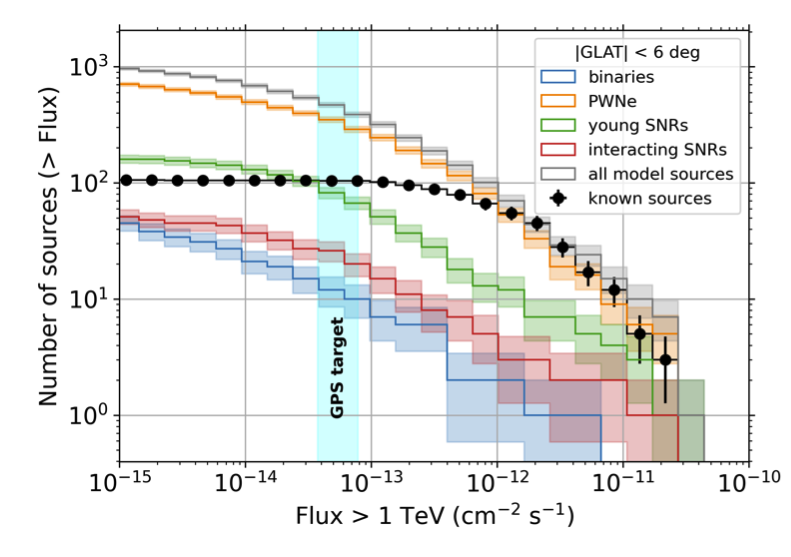 |GLAT| < 6 deg
binaries
PWNe
young SNRs
interacting SNRs
all model sources
known sources
GPS target
Number of sources (> Flux)
10³
10²
10¹
10⁰
10⁻¹⁵
10⁻¹⁴
10⁻¹³
10⁻¹²
10⁻¹¹
10⁻¹⁰
Flux > 1 TeV (cm⁻² s⁻¹)